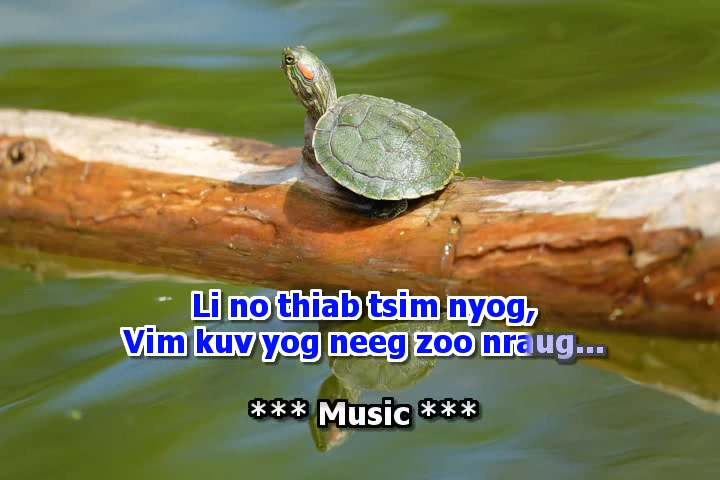 Li no thiab tsim nyog,
Vim kuv yog neeg zoo nraug...
*** Music ***